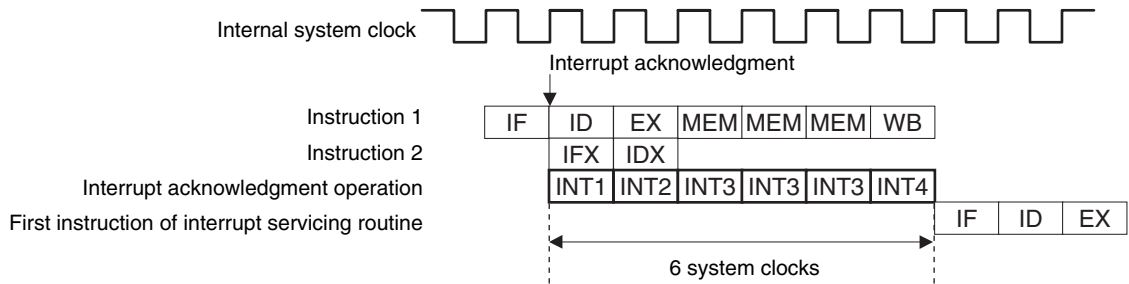 Internal system clock
Interrupt acknowledgment
Instruction 1 IF ID EX MEM MEM MEM WB
Instruction 2 IFX IDX
Interrupt acknowledgment operation INT1 INT2 INT3 INT3 INT3 INT4
First instruction of interrupt servicing routine IF ID EX
6 system clocks